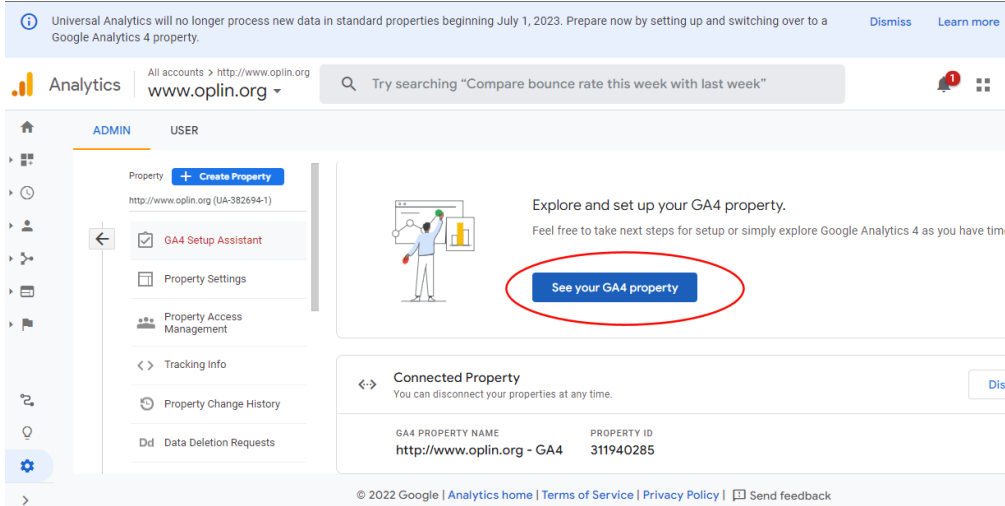 Universal Analytics will no longer process new data in standard properties beginning July 1, 2023. Prepare now by setting up and switching over to a
Google Analytics 4 property.
Dismiss
Learn more
Analytics
All accounts > http://www.oplin.org
www.oplin.org
Try searching "Compare bounce rate this week with last week"
1
ADMIN
USER
Property
+ Create Property
http://www.oplin.org (UA-382694-1)
GA4 Setup Assistant
Property Settings
Property Access
Management
Tracking Info
Property Change History
Dd Data Deletion Requests
Explore and set up your GA4 property.
Feel free to take next steps for setup or simply explore Google Analytics 4 as you have
See your GA4 property
Connected Property
You can disconnect your properties at any time.
Dis
GA4 PROPERTY NAME
PROPERTY ID
http://www.oplin.org - GA4
311940285
© 2022 Google | Analytics home | Terms of Service | Privacy Policy | Send feedback